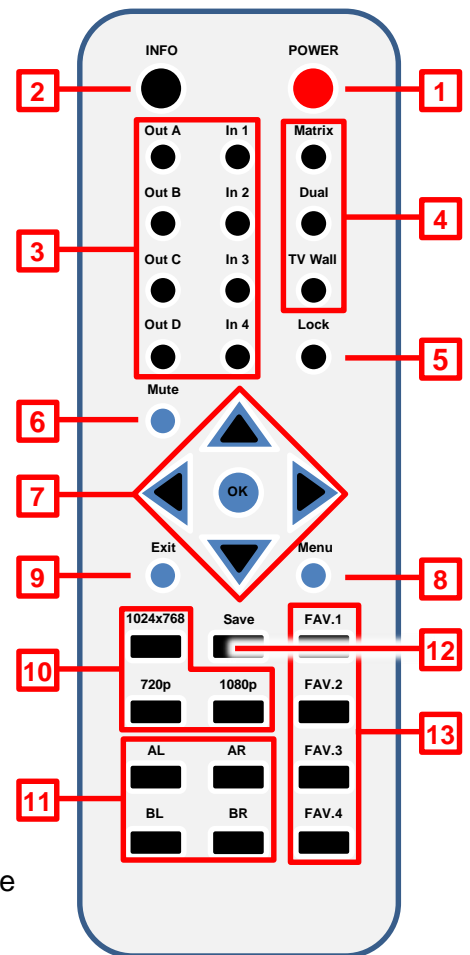 INFO POWER
2 1
Out A In 1 Matrix
Out B In 2 Dual
3 4
Out C In 3 TV Wall
Out D In 4 Lock
5
Mute
6
7 OK
Exit Menu
9 8
1024x768 Save FAV.1
12
10
720p 1080p FAV.2
13
AL AR FAV.3
11
BL BR FAV.4
e